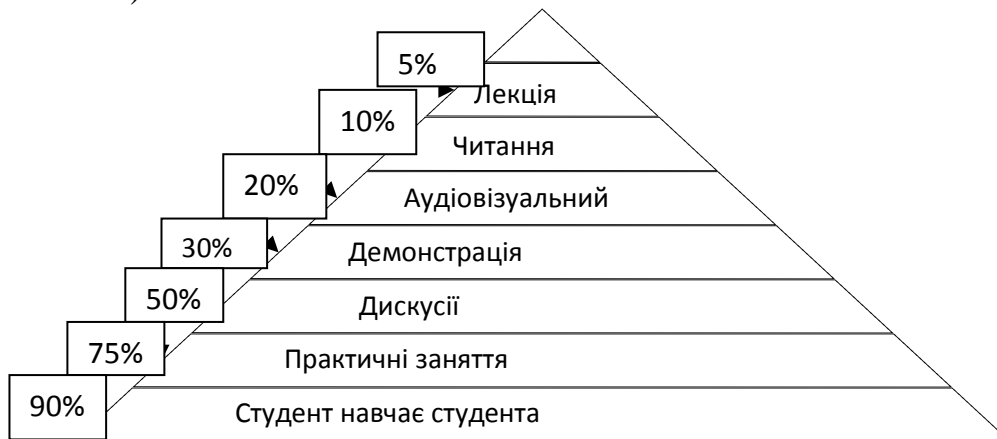 )
5%
Лекція
10%
Читання
20%
Аудіовізуальний
30%
Демонстрація
50%
Дискусії
75%
Практичні заняття
90%
Студент навчає студента